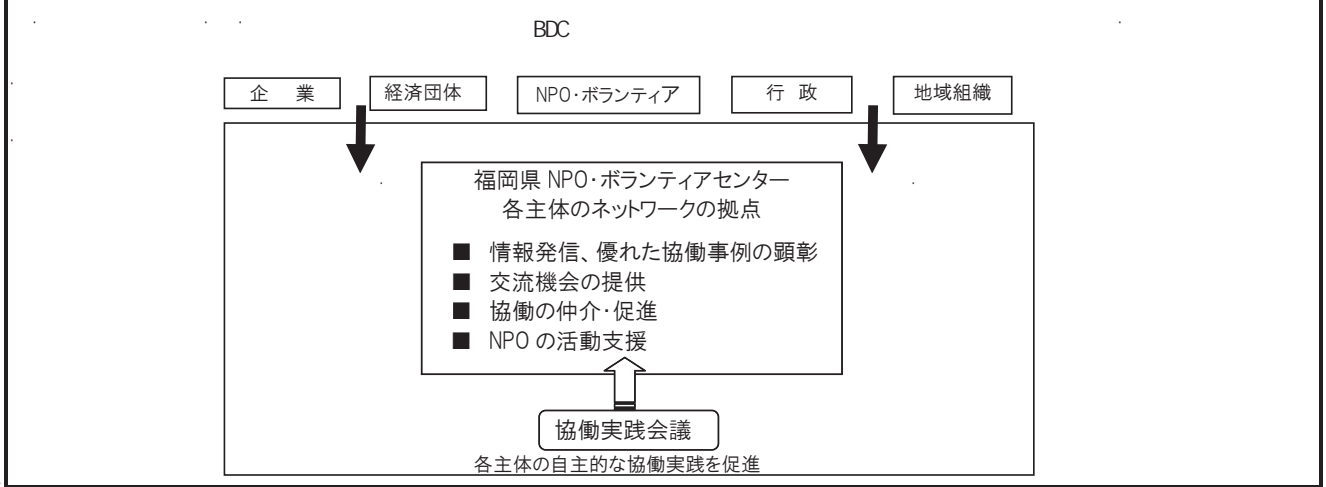 BDC
企 業 経済団体 NPO・ボランティア 行 政 地域組織
福岡県 NPO・ボランティアセンター
各主体のネットワークの拠点
■ 情報発信、優れた協働事例の顕彰
■ 交流機会の提供
■ 協働の仲介・促進
■ NPO の活動支援
協働実践会議
各主体の自主的な協働実践を促進